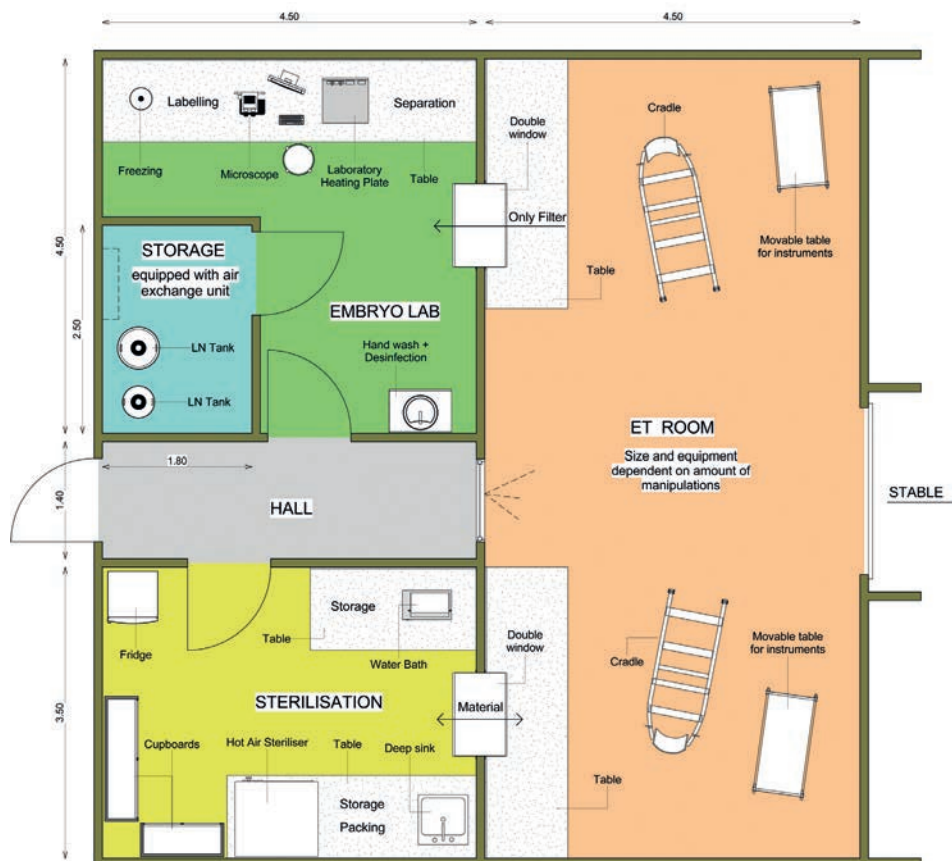 4.50
4.50
Labelling
Separation
Freezing
Microscope
Laboratory
Heating Plate
Table
Double
window
Cradle
Only Filter
Movable table
for instruments
Table
4.50
2.50
STORAGE
equipped with air
exchange unit
LN Tank
LN Tank
EMBRYO LAB
Hand wash +
Desinfection
ET ROOM
Size and equipment
dependent on amount of
manipulations
STABLE
1.40
1.80
HALL
3.50
Fridge
Storage
Table
Water Bath
Double
window
Cradle
Movable table
for instruments
STERILISATION
Material
Cupboards
Hot Air Steriliser
Table
Deep sink
Storage
Packing
Table